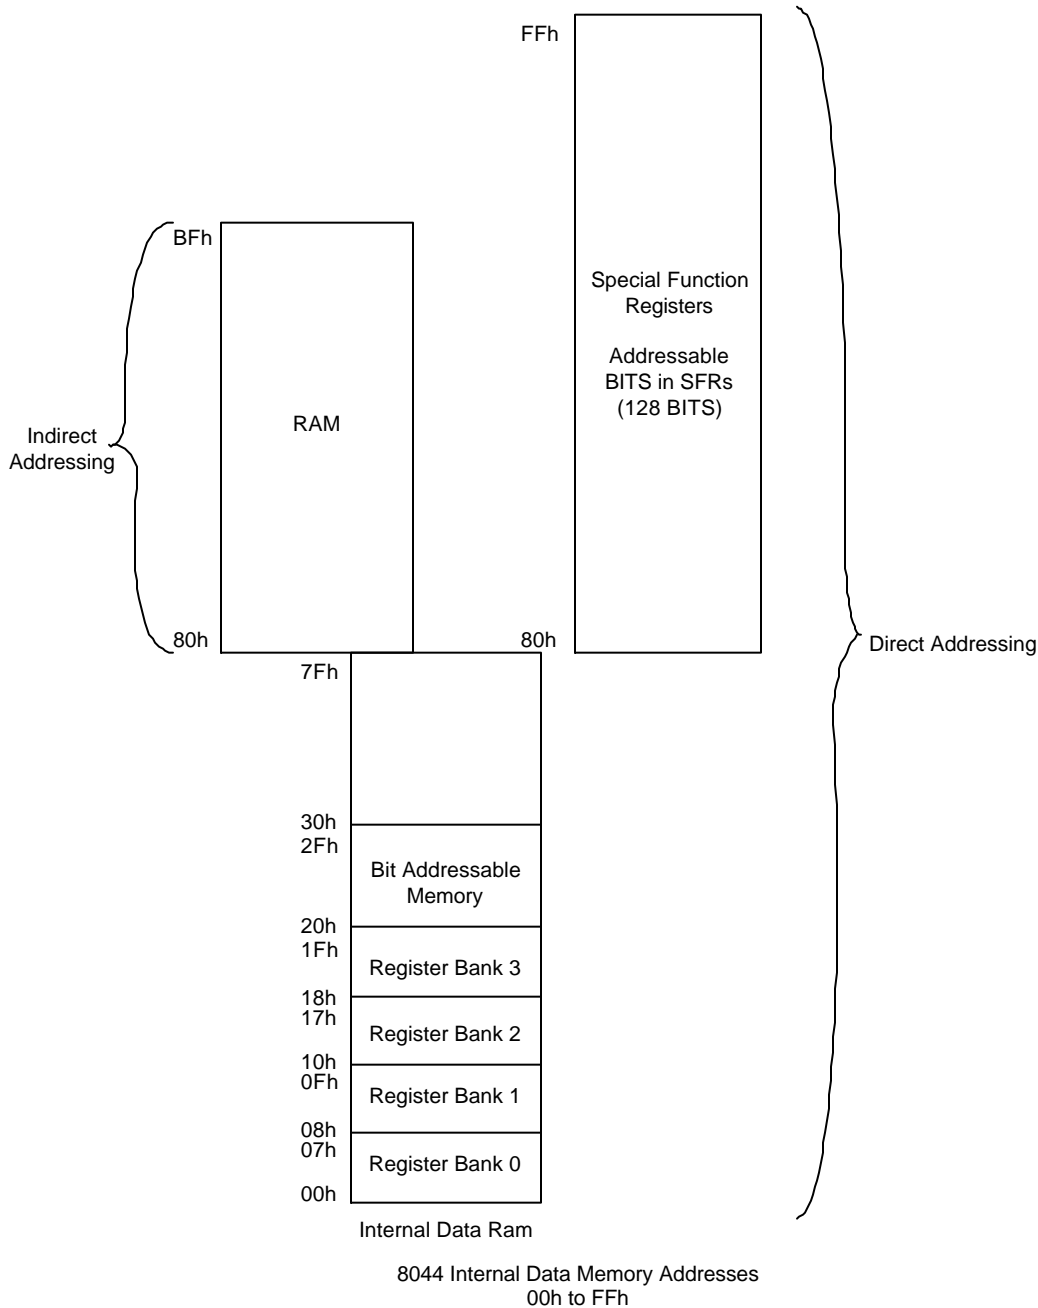 FFh
BFh
Special Function
Registers
Addressable
BITS in SFRs
(128 BITS)
RAM
Indirect
Addressing
80h
80h
Direct Addressing
7Fh
30h
2Fh
Bit Addressable
Memory
20h
1Fh
Register Bank 3
18h
17h
Register Bank 2
10h
0Fh
Register Bank 1
08h
07h
Register Bank 0
00h
Internal Data Ram
8044 Internal Data Memory Addresses
00h to FFh